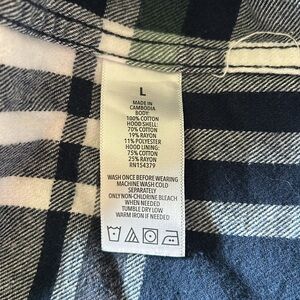 L
MADE IN
CAMBODIA
BODY:
100% COTTON
HOOD SHELL:
70% COTTON
19% RAYON
11% POLYESTER
HOOD LINING:
75% COTTON
25% RAYON
RN154379
WASH ONCE BEFORE WEARING
MACHINE WASH COLD
SEPARATELY
ONLY NON-CHLORINE BLEACH
WHEN NEEDED
TUMBLE DRY LOW
WARM IRON IF NEEDED